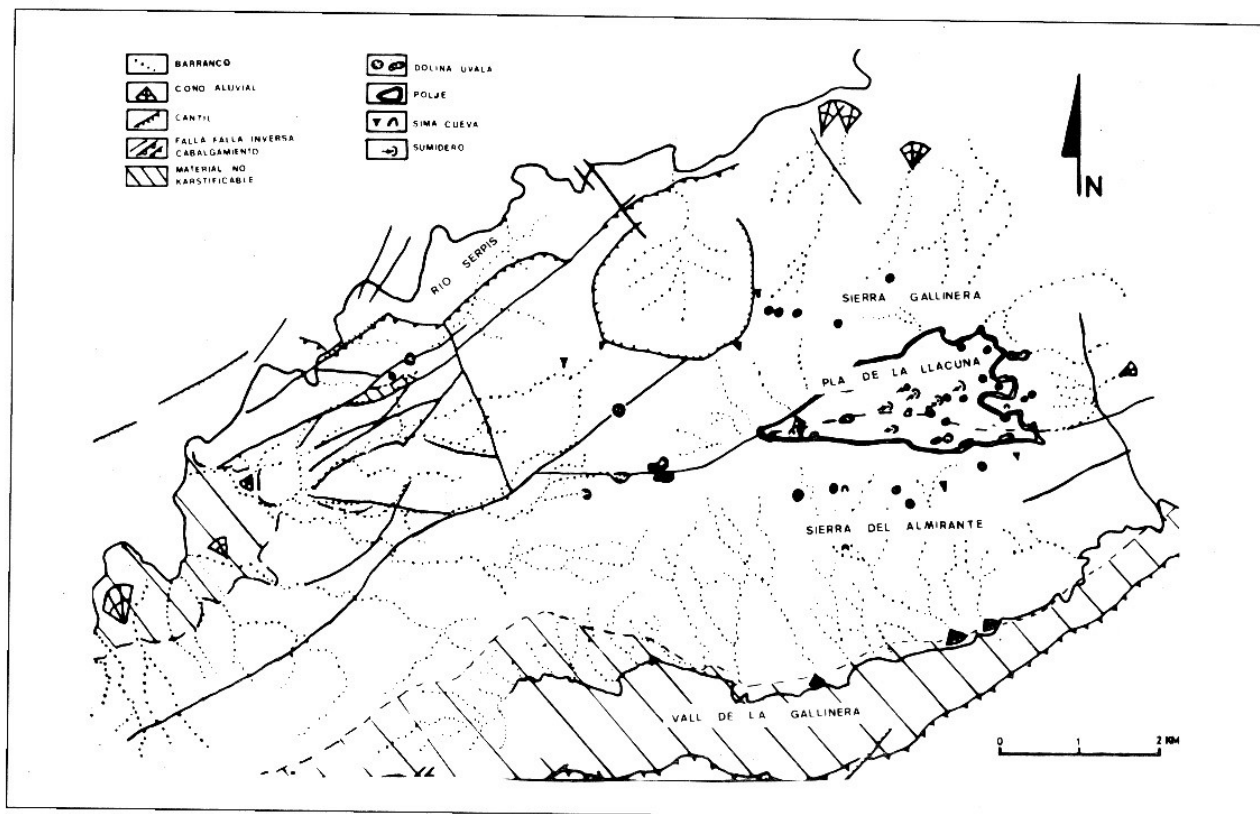 BARRANCO
CONO ALUVIAL
CANTIL
FALLA FALLA INVERSA
CABALGAMIENTO
MATERIAL NO
KARSTIFICABLE
DOLINA UVALA
POLJE
SIMA CUEVA
SUMIDERO
N
RIO SERPIS
SIERRA GALLINERA
PLA DE LA LLACUNA
SIERRA DEL ALMIRANTE
VALL DE LA GALLINERA
0 1 2 KM